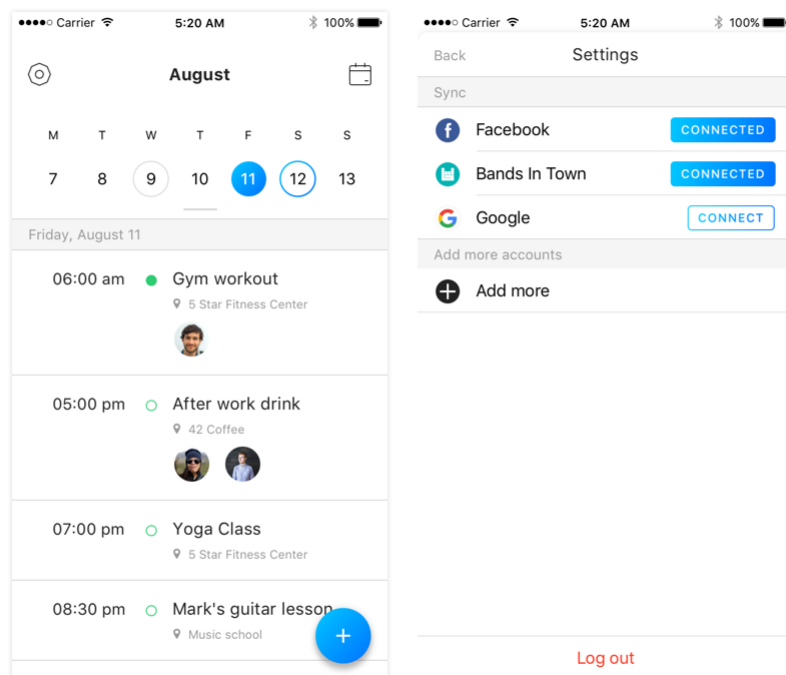 Carrier 5:20 AM 100%
August
M T W T F S S
7 8 9 10 11 12 13
Friday, August 11
06:00 am Gym workout
5 Star Fitness Center
05:00 pm After work drink
42 Coffee
07:00 pm Yoga Class
5 Star Fitness Center
08:30 pm Mark's guitar lesson
Music school
+
Carrier 5:20 AM 100%
Back Settings
Sync
Facebook CONNECTED
Bands In Town CONNECTED
Google CONNECT
Add more accounts
Add more
Log out